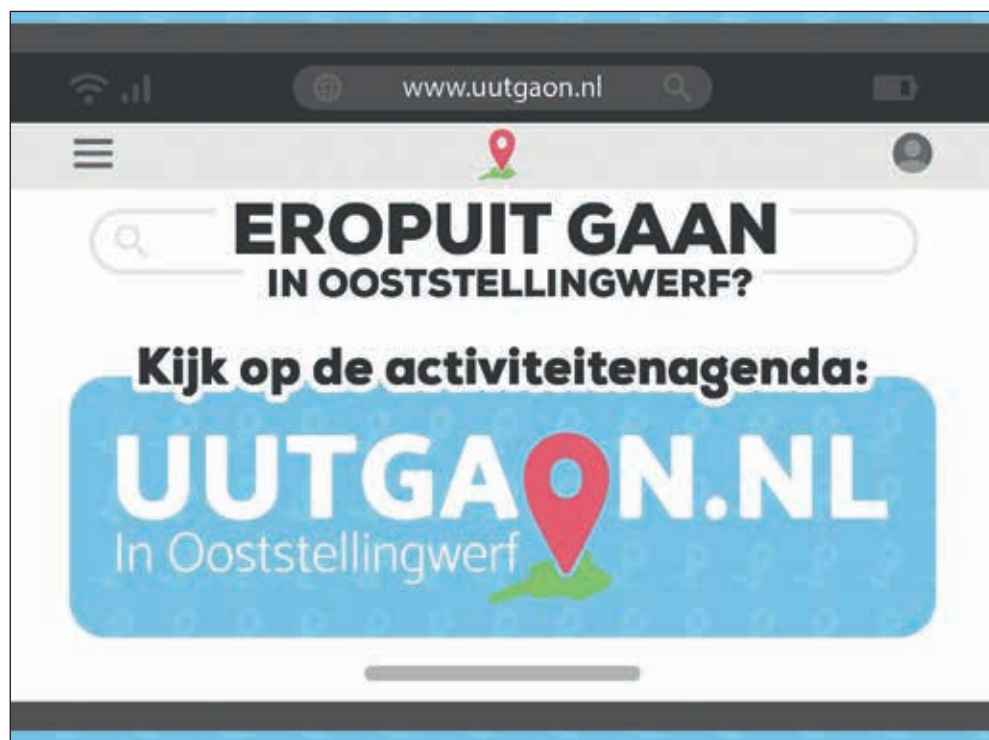 www.uutgaon.nl
EROPUIT GAAN
IN OOSTSTELLINGWERF?
Kijk op de activiteitenagenda:
UUTGAON.NL
In Ooststellingwerf